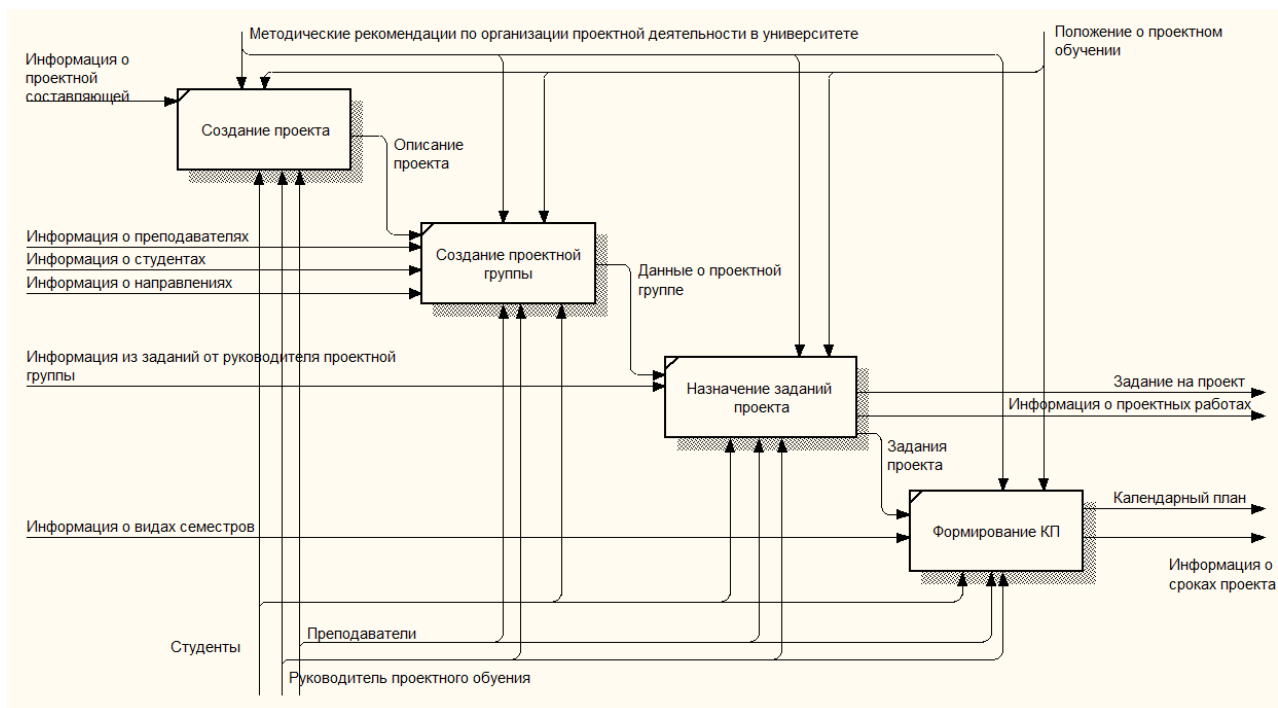 Методические рекомендации по организации проектной деятельности в университете
Положение о проектном
обучении
Информация о
проектной
составляющей
Создание проекта
Описание
проекта
Информация о преподавателях
Информация о студентах
Информация о направлениях
Создание проектной
группы
Данные о проектной
группе
Информация из заданий от руководителя проектной
группы
Назначение заданий
проекта
Задание на проект
Информация о проектных работах
Задания
проекта
Информация о видах семестров
Формирование КП
Календарный план
Информация о
сроках проекта
Преподаватели
Студенты
Руководитель проектного обуения